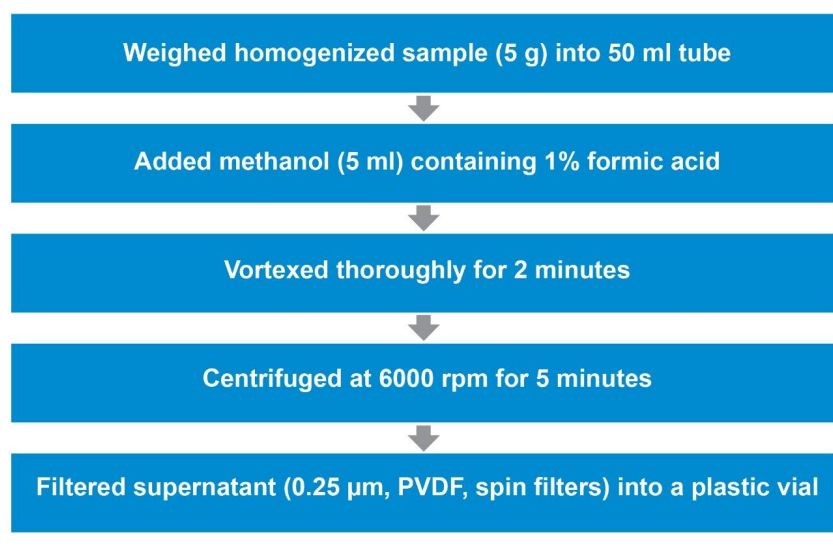 Weighed homogenized sample (5 g) into 50 ml tube
Added methanol (5 ml) containing 1% formic acid
Vortexed thoroughly for 2 minutes
Centrifuged at 6000 rpm for 5 minutes
Filtered supernatant (0.25 µm, PVDF, spin filters) into a plastic vial